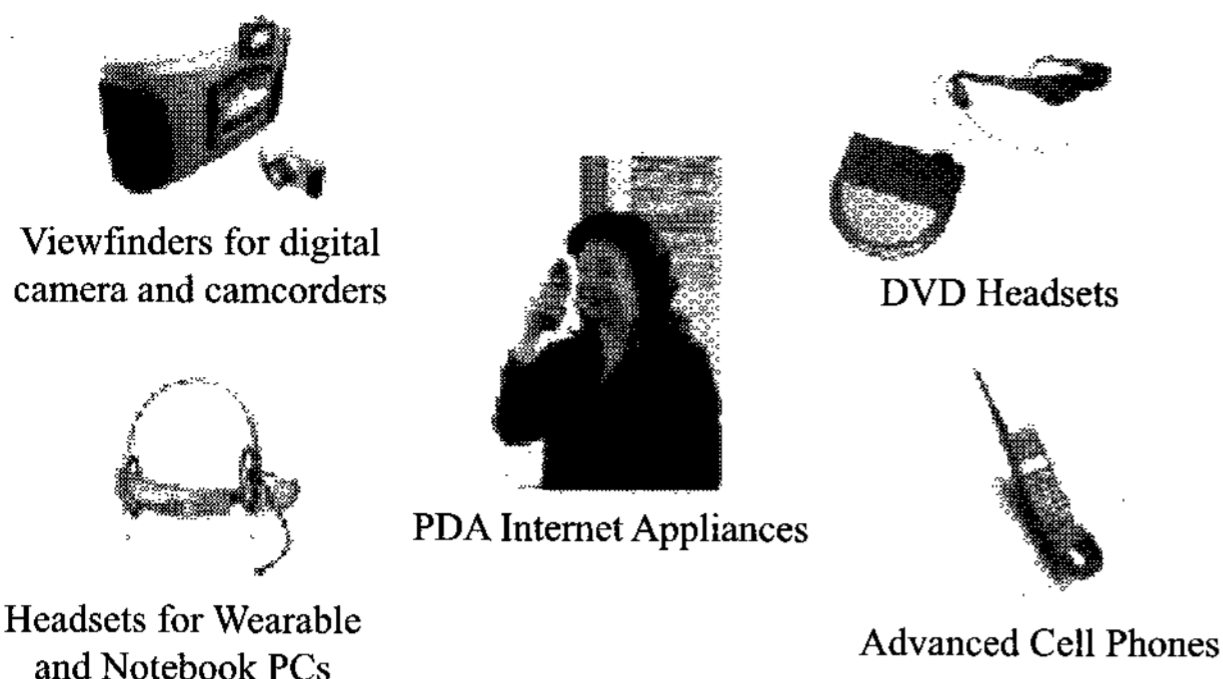 Viewfinders for digital
camera and camcorders
DVD Headsets
PDA Internet Appliances
Headsets for Wearable
and Notebook PCs
Advanced Cell Phones